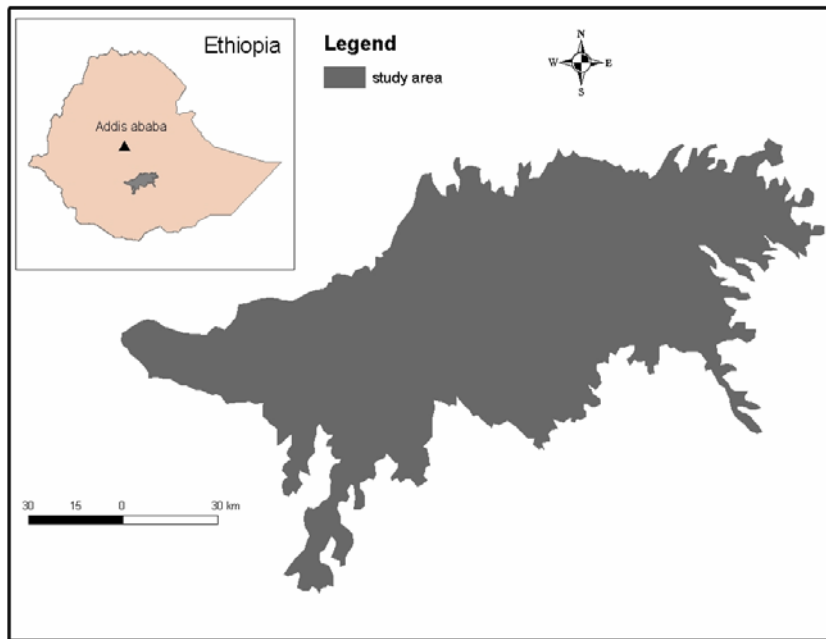 Ethiopia
Addis ababa
Legend
study area
N
W E
S
30 15 0 30 km